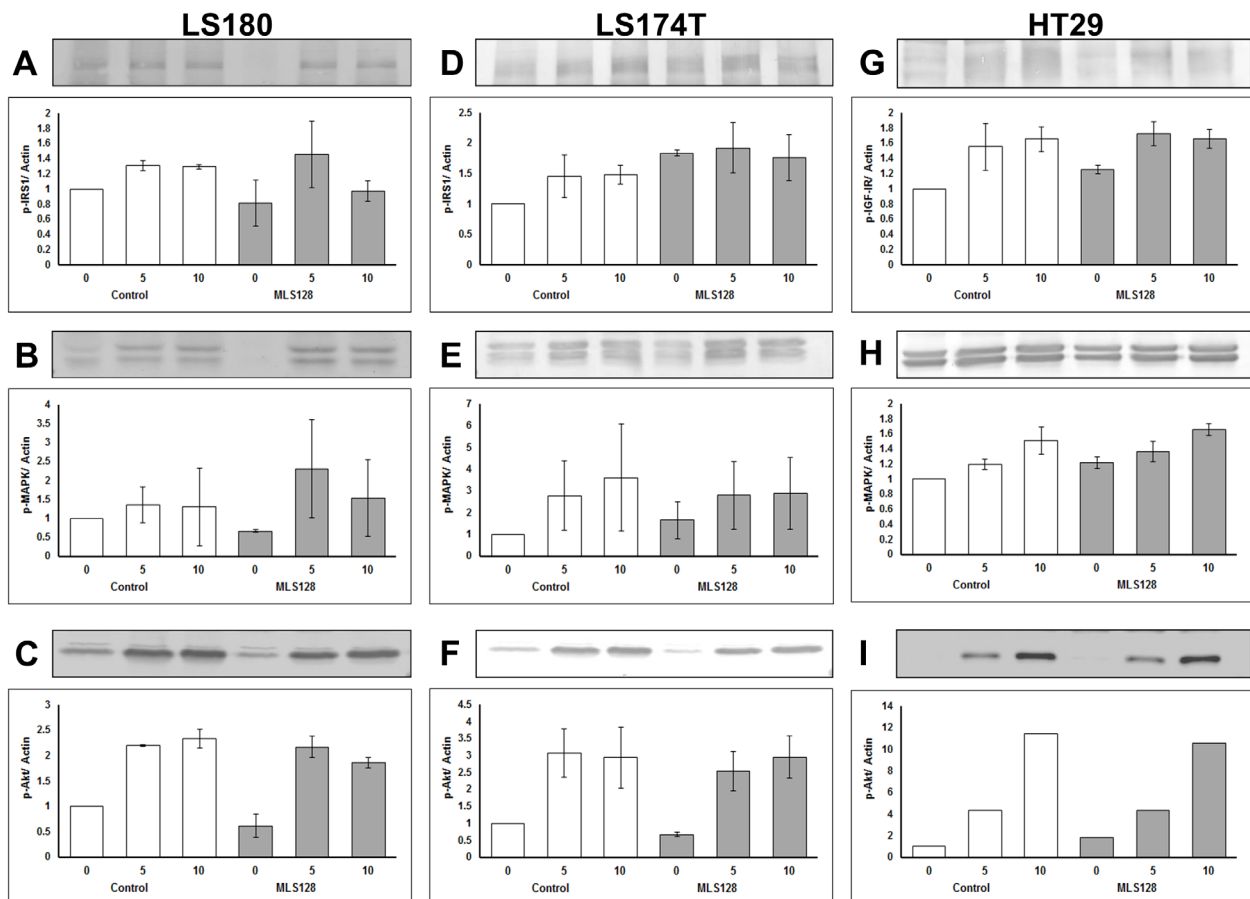 LS180 LS174T HT29
A D G
p-IRS1/ Actin
2
1.8
1.6
1.4
1.2
1
0.8
0.6
0.4
0.2
0
0 5 10 0 5 10
Control MLS128
p-IRS1/ Actin
2.5
2
1.5
1
0.5
0
0 5 10 0 5 10
Control MLS128
p-IGF-IR/ Actin
2
1.8
1.6
1.4
1.2
1
0.8
0.6
0.4
0.2
0
0 5 10 0 5 10
Control MLS128
B E H
p-MAPK/ Actin
4
3.5
3
2.5
2
1.5
1
0.5
0
0 5 10 0 5 10
Control MLS128
p-MAPK/ Actin
7
6
5
4
3
2
1
0
0 5 10 0 5 10
Control MLS128
p-MAPK/ Actin
2
1.8
1.6
1.4
1.2
1
0.8
0.6
0.4
0.2
0
0 5 10 0 5 10
Control MLS128
C F I
p-Akt/ Actin
3
2.5
2
1.5
1
0.5
0
0 5 10 0 5 10
Control MLS128
p-Akt/ Actin
4.5
4
3.5
3
2.5
2
1.5
1
0.5
0
0 5 10 0 5 10
Control MLS128
p-Akt/ Actin
14
12
10
8
6
4
2
0
0 5 10 0 5 10
Control MLS128